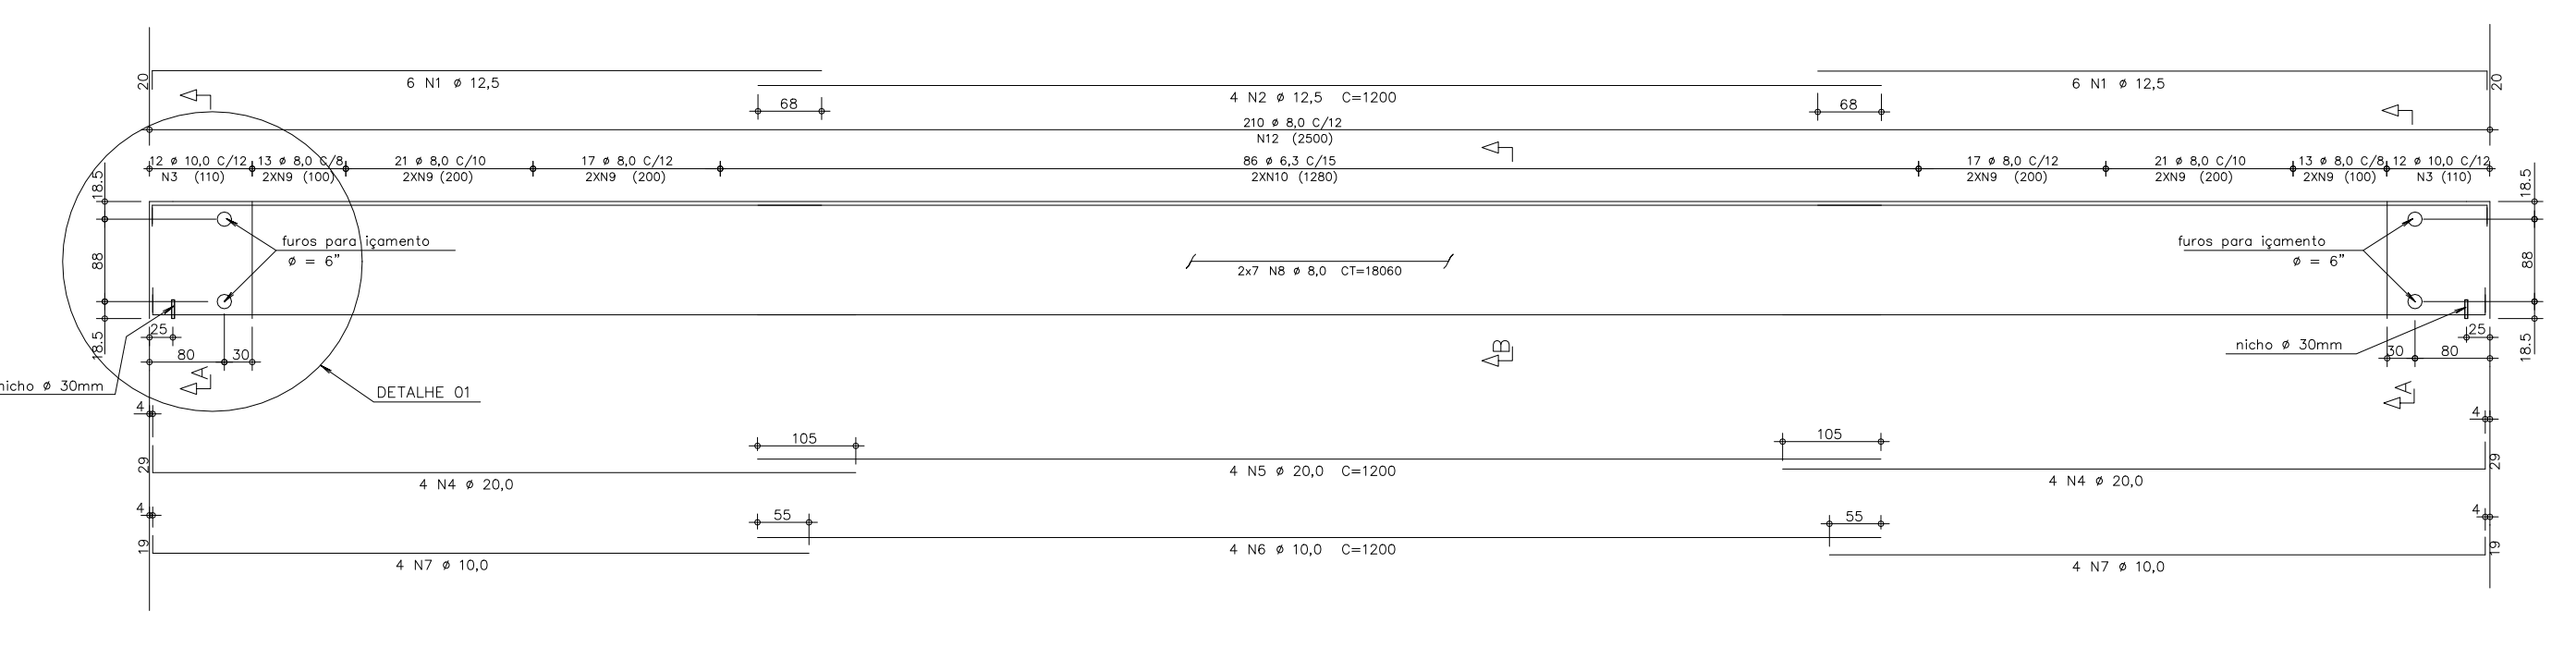 20
6 N1 ø 12,5
6 N1 ø 12,5
20
4 N2 ø 12,5 C=1200
68
68
210 ø 8,0 C/12
N12 (2500)
12 ø 10,0 C/12
13 ø 8,0 C/8
21 ø 8,0 C/10
17 ø 8,0 C/12
86 ø 6,3 C/15
17 ø 8,0 C/12
21 ø 8,0 C/10
13 ø 8,0 C/8
12 ø 10,0 C/12
N3 (110)
2XN9 (100)
2XN9 (200)
2XN9 (200)
2XN10 (1280)
2XN9 (200)
2XN9 (200)
2XN9 (100)
N3 (110)
18.5
18.5
furos para içamento
ø = 6"
furos para içamento
ø = 6"
88
88
2x7 N8 ø 8,0 CT=18060
25
25
18.5
18.5
80
30
30
80
nicho ø 30mm
nicho ø 30mm
B
A
A
DETALHE 01
4
4
105
105
29
29
4 N5 ø 20,0 C=1200
4 N4 ø 20,0
4 N4 ø 20,0
4
4
55
55
19
19
4 N6 ø 10,0 C=1200
4 N7 ø 10,0
4 N7 ø 10,0